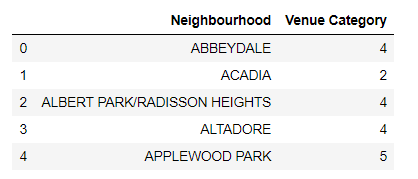 Neighbourhood Venue Category
0 ABBEYDALE 4
1 ACADIA 2
2 ALBERT PARK/RADISSON HEIGHTS 4
3 ALTADORE 4
4 APPLEWOOD PARK 5